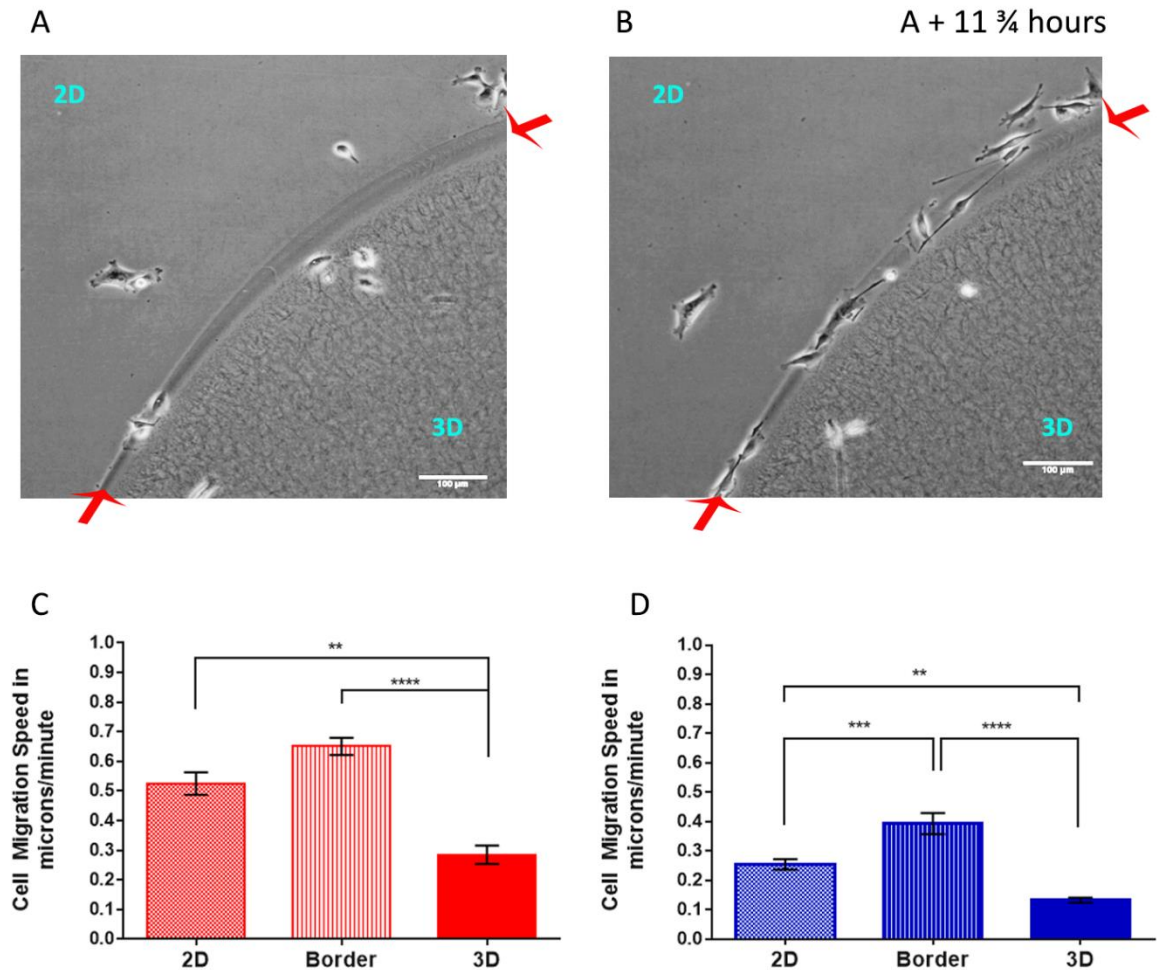 A
B
A + 11 ¾ hours
2D
3D
100 µm
2D
3D
100 µm
C
Cell Migration Speed in
microns/minute
1.0
0.9
0.8
0.7
0.6
0.5
0.4
0.3
0.2
0.1
0.0
**
****
2D
Border
3D
D
Cell Migration Speed in
microns/minute
1.0
0.9
0.8
0.7
0.6
0.5
0.4
0.3
0.2
0.1
0.0
**
***
****
2D
Border
3D